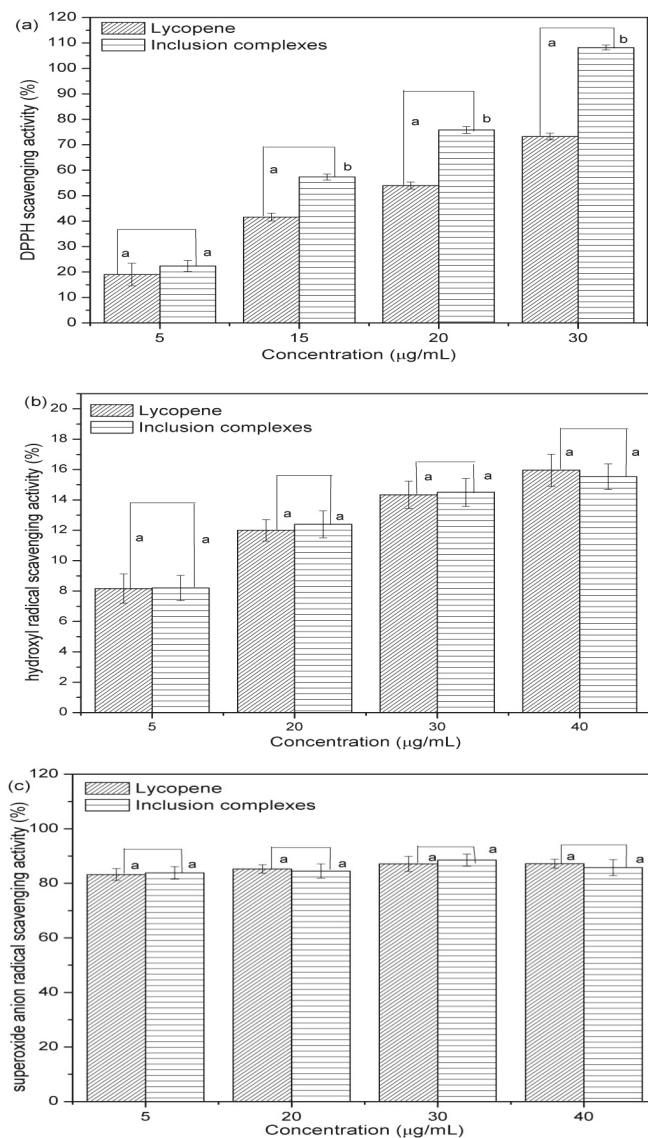 (a)
120
110
100
90
80
70
60
50
40
30
20
10
0
DPPH scavenging activity (%)
Lycopene
Inclusion complexes
a a
a b
a b
a b
5 15 20 30
Concentration (μg/mL)
(b)
20
18
16
14
12
10
8
6
4
2
0
hydroxyl radical scavenging activity (%)
Lycopene
Inclusion complexes
a a
a a
a a
a a
5 20 30 40
Concentration (μg/mL)
(c)
120
100
80
60
40
20
0
superoxide anion radical scavenging activity (%)
Lycopene
Inclusion complexes
a a
a a
a a
a a
5 20 30 40
Concentration (μg/mL)